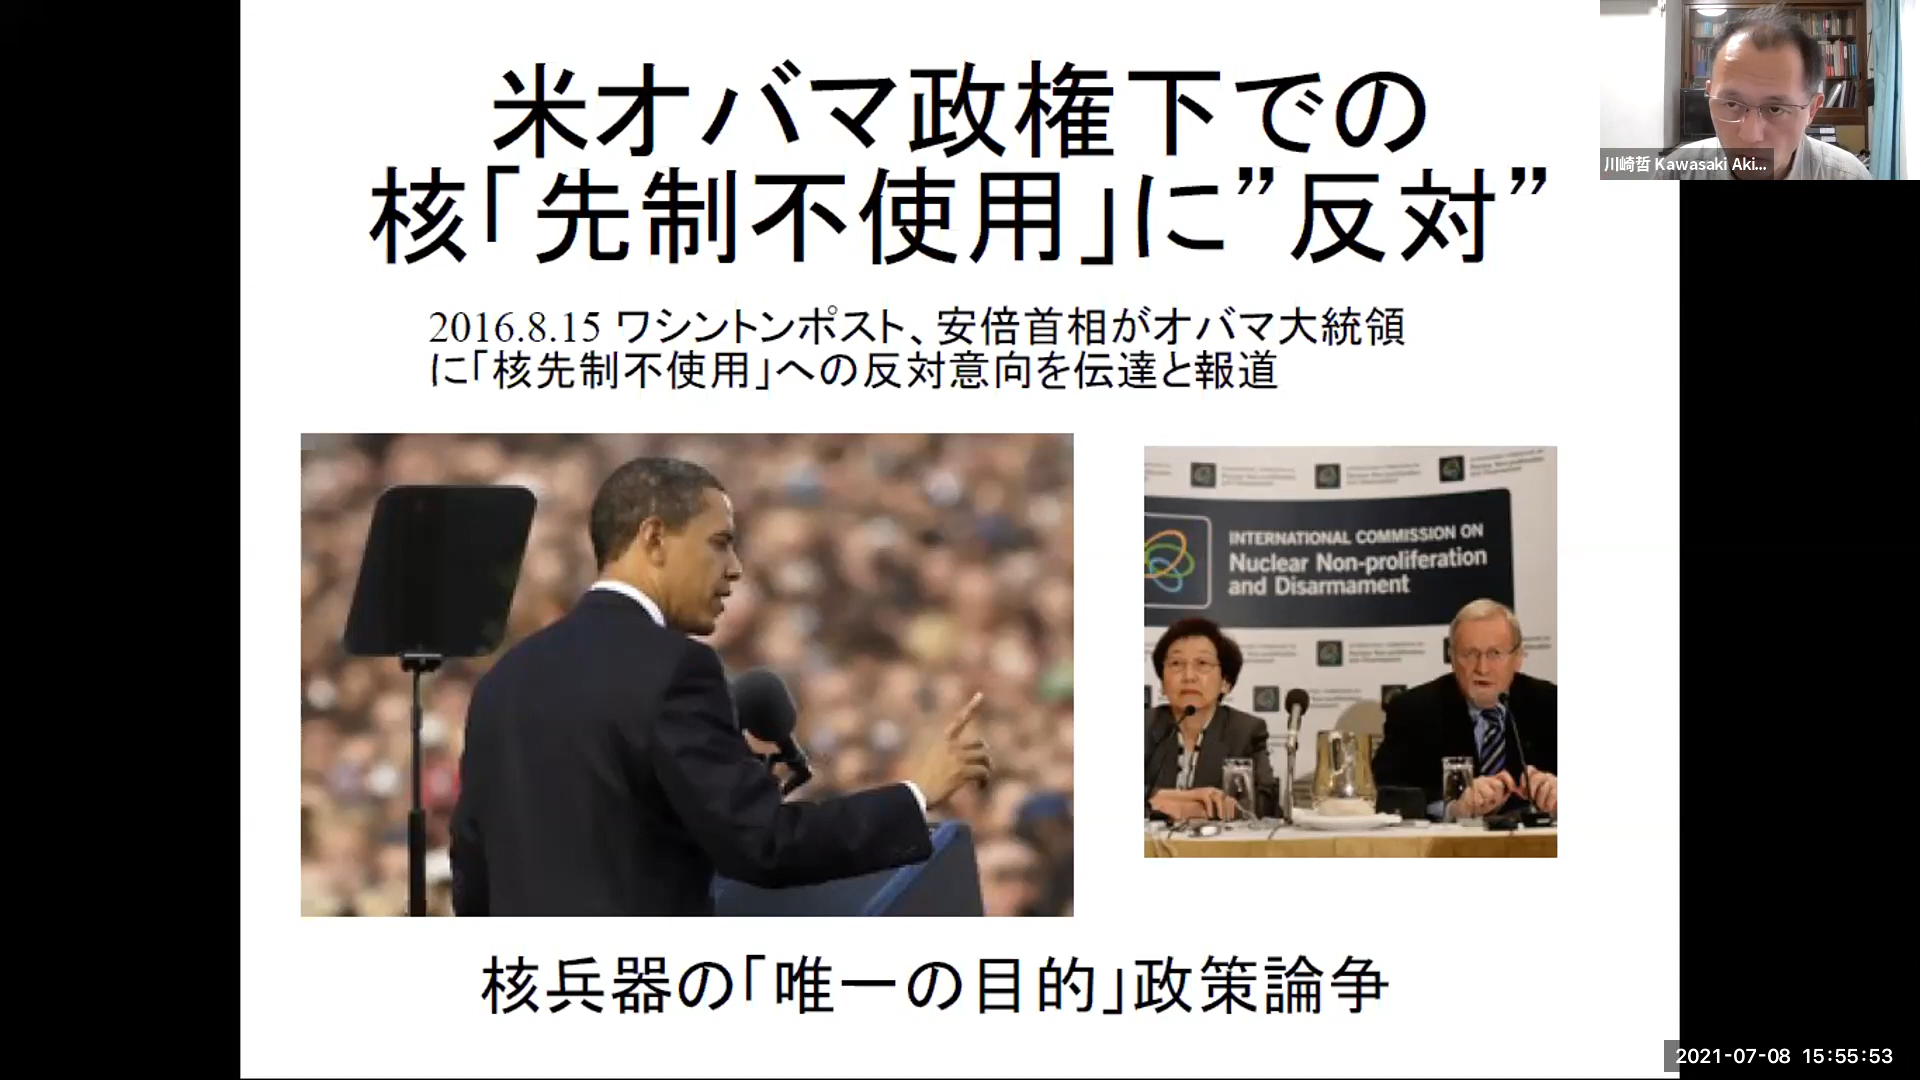 米オバマ政権下での
核「先制不使用」に”反対”
2016.8.15 ワシントンポスト、安倍首相がオバマ大統領
に「核先制不使用」への反対意向を伝達と報道
INTERNATIONAL COMMISSION ON
Nuclear Non-proliferation
and Disarmament
核兵器の「唯一の目的」政策論争
川崎哲 Kawasaki Aki...
2021-07-08 15:55:53